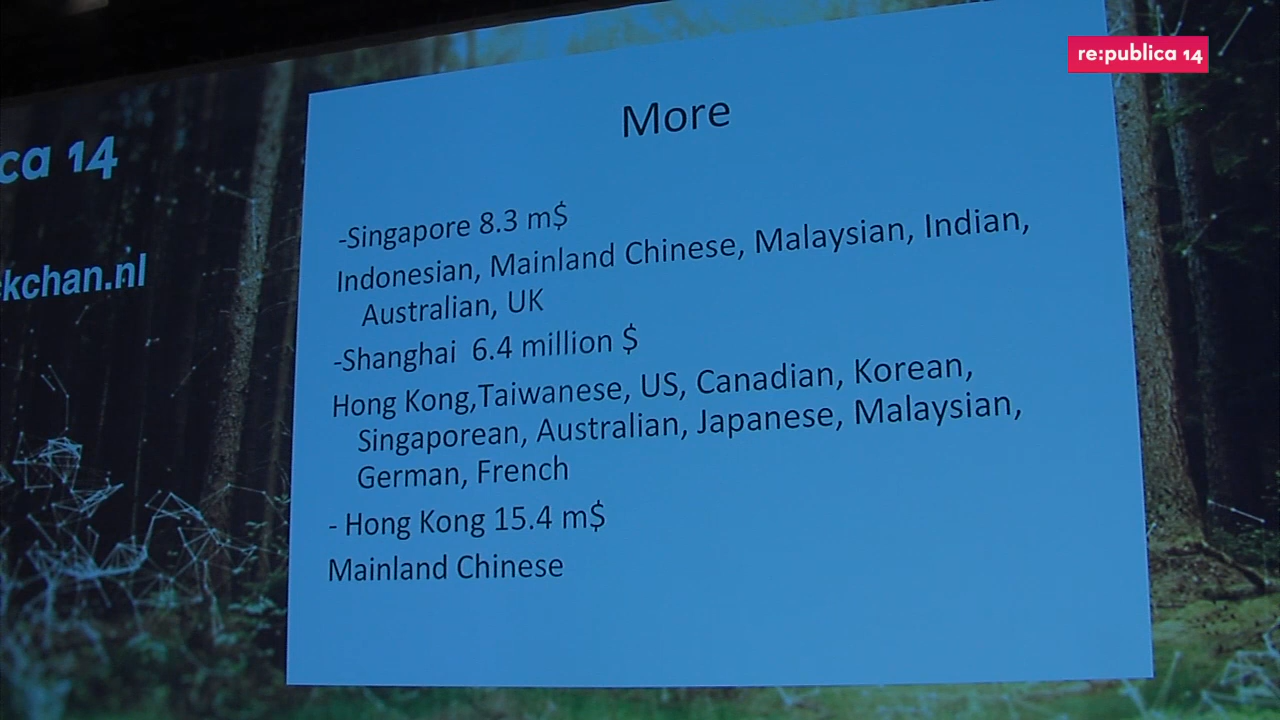 re:publica 14
ca 14
ckchan.nl
More
-Singapore 8.3 m$
Indonesian, Mainland Chinese, Malaysian, Indian,
Australian, UK
-Shanghai 6.4 million $
Hong Kong,Taiwanese, US, Canadian, Korean,
Singaporean, Australian, Japanese, Malaysian,
German, French
- Hong Kong 15.4 m$
Mainland Chinese